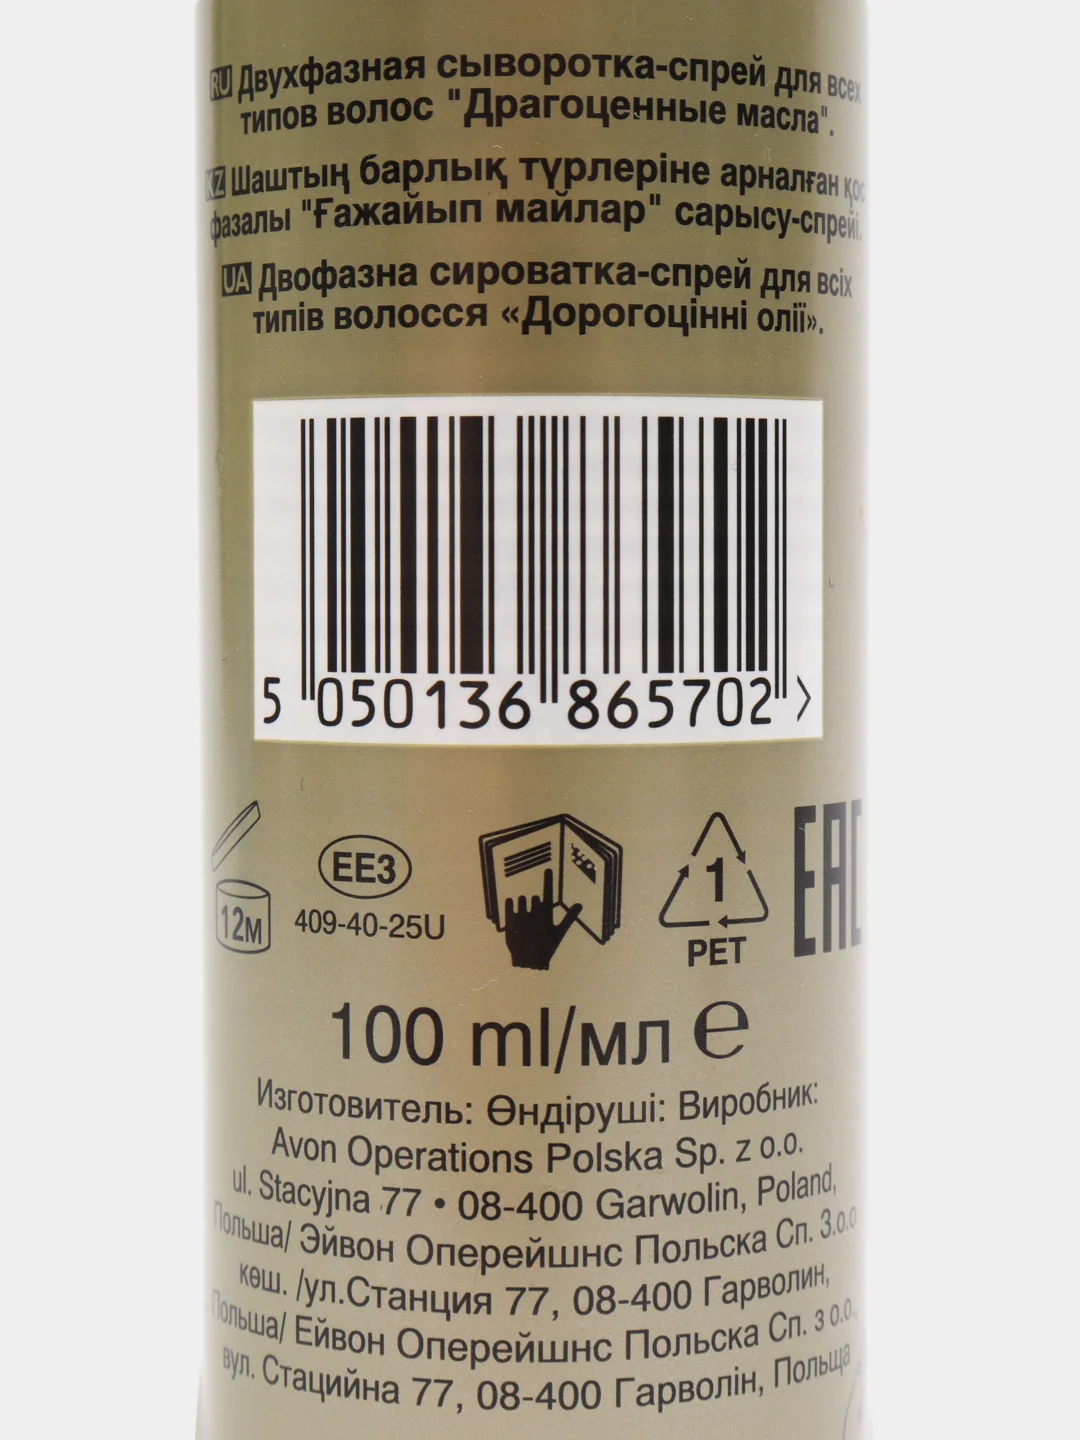 RU Двухфазная сыворотка-спрей для всех
типов волос "Драгоценные масла".
KZ Шаштың барлық түрлеріне арналған қос
фазалы "Ғажайып майлар" сарысу-спрейі.
UA Двофазна сироватка-спрей для всіх
типів волосся «Дорогоцінні олії».
5 050136 865702 >
12M
EE3
409-40-25U
1
PET
EAC
100 ml/мл e
Изготовитель: Өндіруші: Виробник:
Avon Operations Polska Sp. z o.o.
ul. Stacyjna 77 • 08-400 Garwolin, Poland,
Польша/ Эйвон Оперейшнс Польска Сп. З.о.о
көш. /ул.Станция 77, 08-400 Гарволин,
Польша/ Ейвон Оперейшнс Польска Сп. з о.о.,
вул. Стаційна 77, 08-400 Гарволін, Польща